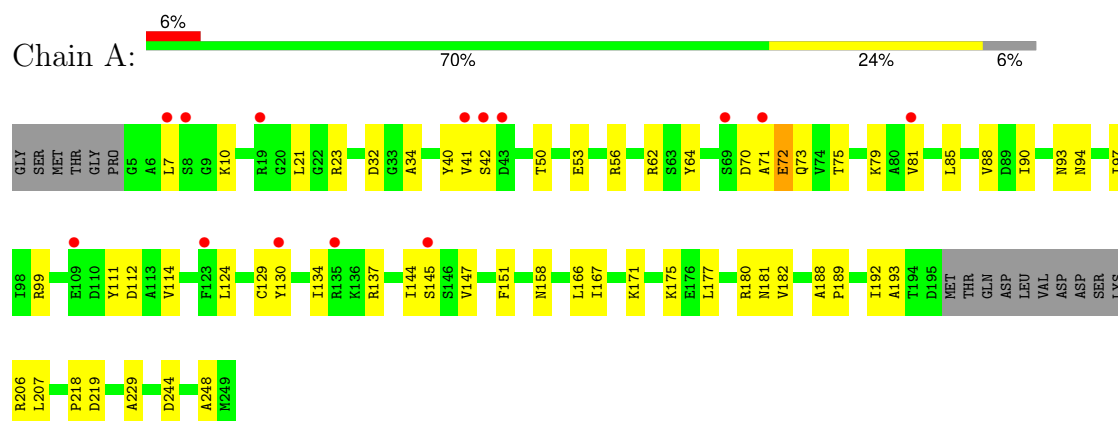 6%
Chain A:
70% 24% 6%
GLY SER MET THR GLY PRO G5 A6 L7 S8 G9 K10 R19 G20 L21 G22 R23 D32 G33 A34 Y40 V41 S42 D43 T50 E53 R56 R62 S63 Y64 S69 D70 A71 E72 Q73 V74 T75 K79 A80 V81 L85 V88 D89 I90 N93 N94
I98 R99 E109 D110 Y111 D112 A113 V114 F123 L124 C129 Y130 I134 R135 K136 R137 I144 S145 S146 V147 F151 N158 L166 I167 K171 K175 E176 L177 R180 N181 V182 A188 P189 I192 A193 T194 D195 MET THR GLN ASP LEU VAL ASP ASP SER LYS
R206 L207 P218 D219 A229 D244 A248 M249